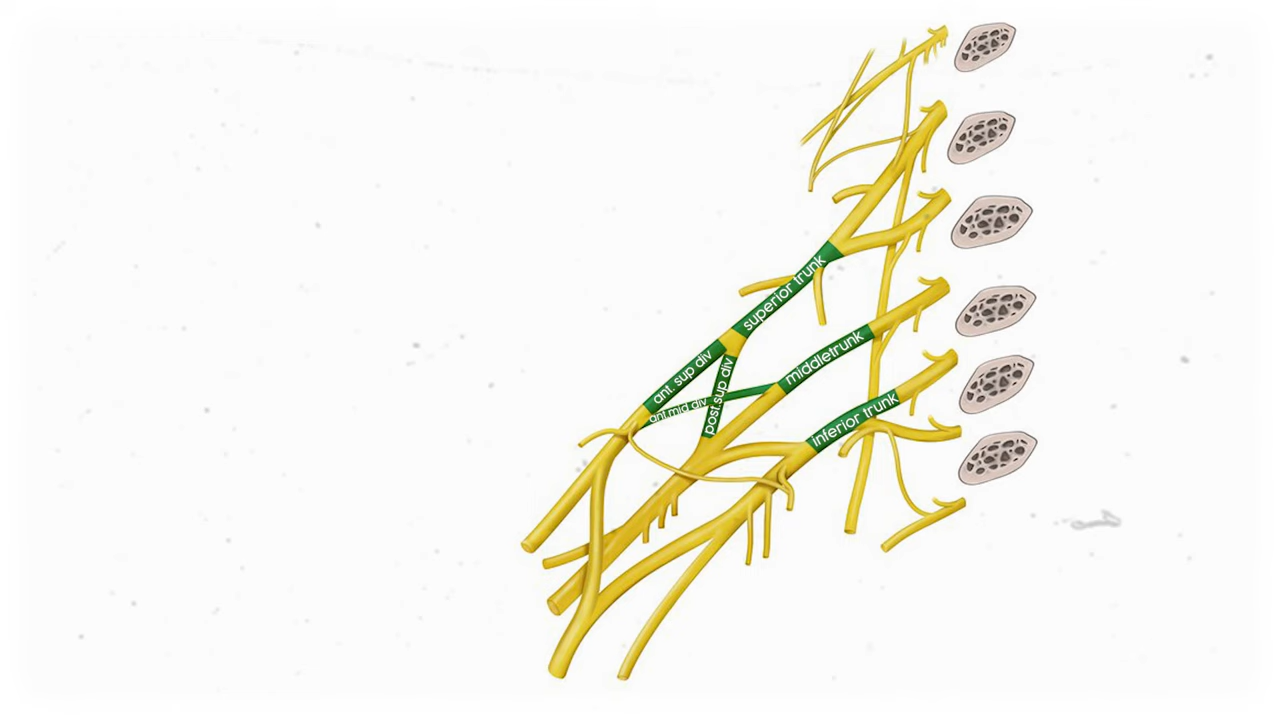 superior trunk
ant. sup div
post.sup div
middletrunk
ant.mid div
inferior trunk